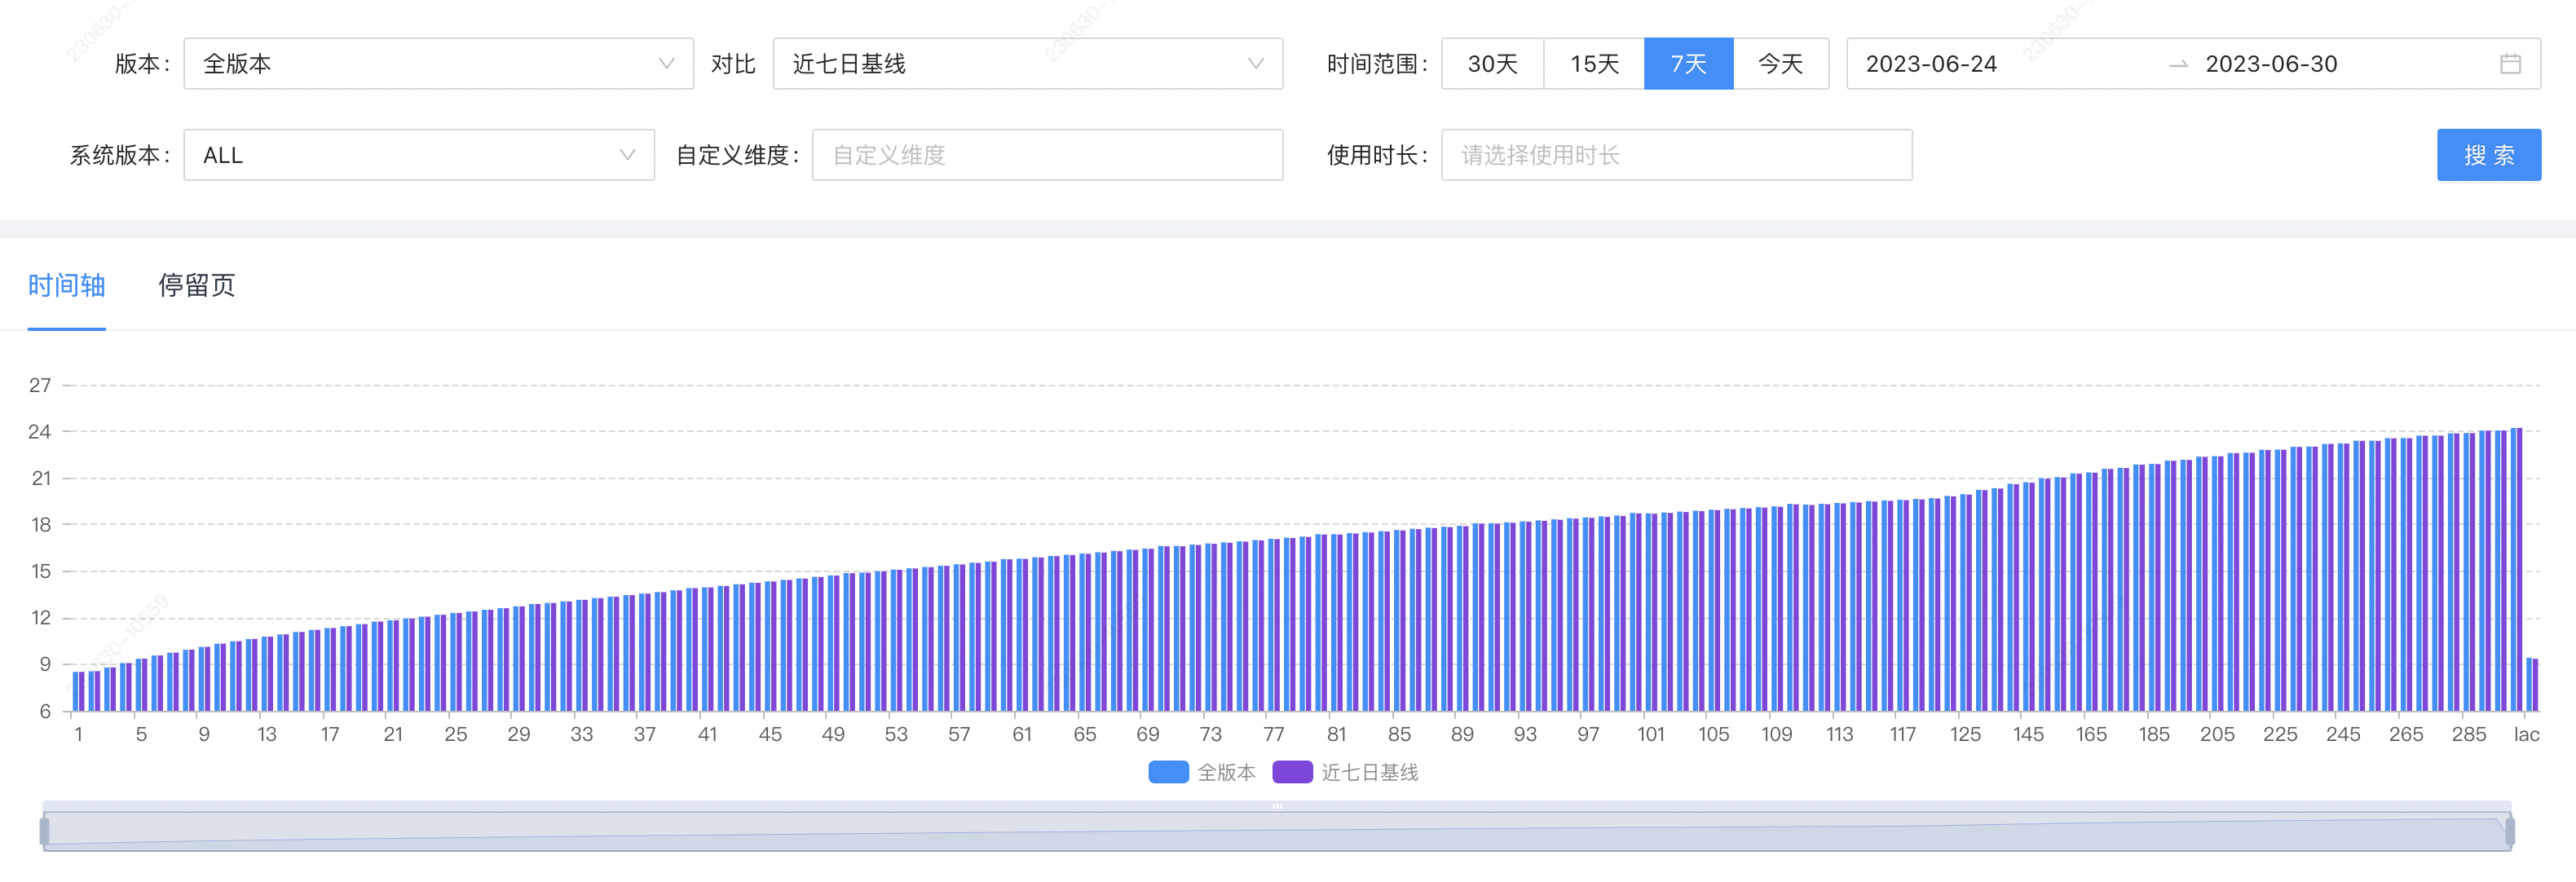 版本： 全版本 对比 近七日基线 时间范围： 30天 15天 7天 今天 2023-06-24 → 2023-06-30
系统版本： ALL 自定义维度： 自定义维度 使用时长： 请选择使用时长 搜 索
时间轴 停留页
27
24
21
18
15
12
9
6
1 5 9 13 17 21 25 29 33 37 41 45 49 53 57 61 65 69 73 77 81 85 89 93 97 101 105 109 113 117 125 145 165 185 205 225 245 265 285 lac
全版本 近七日基线